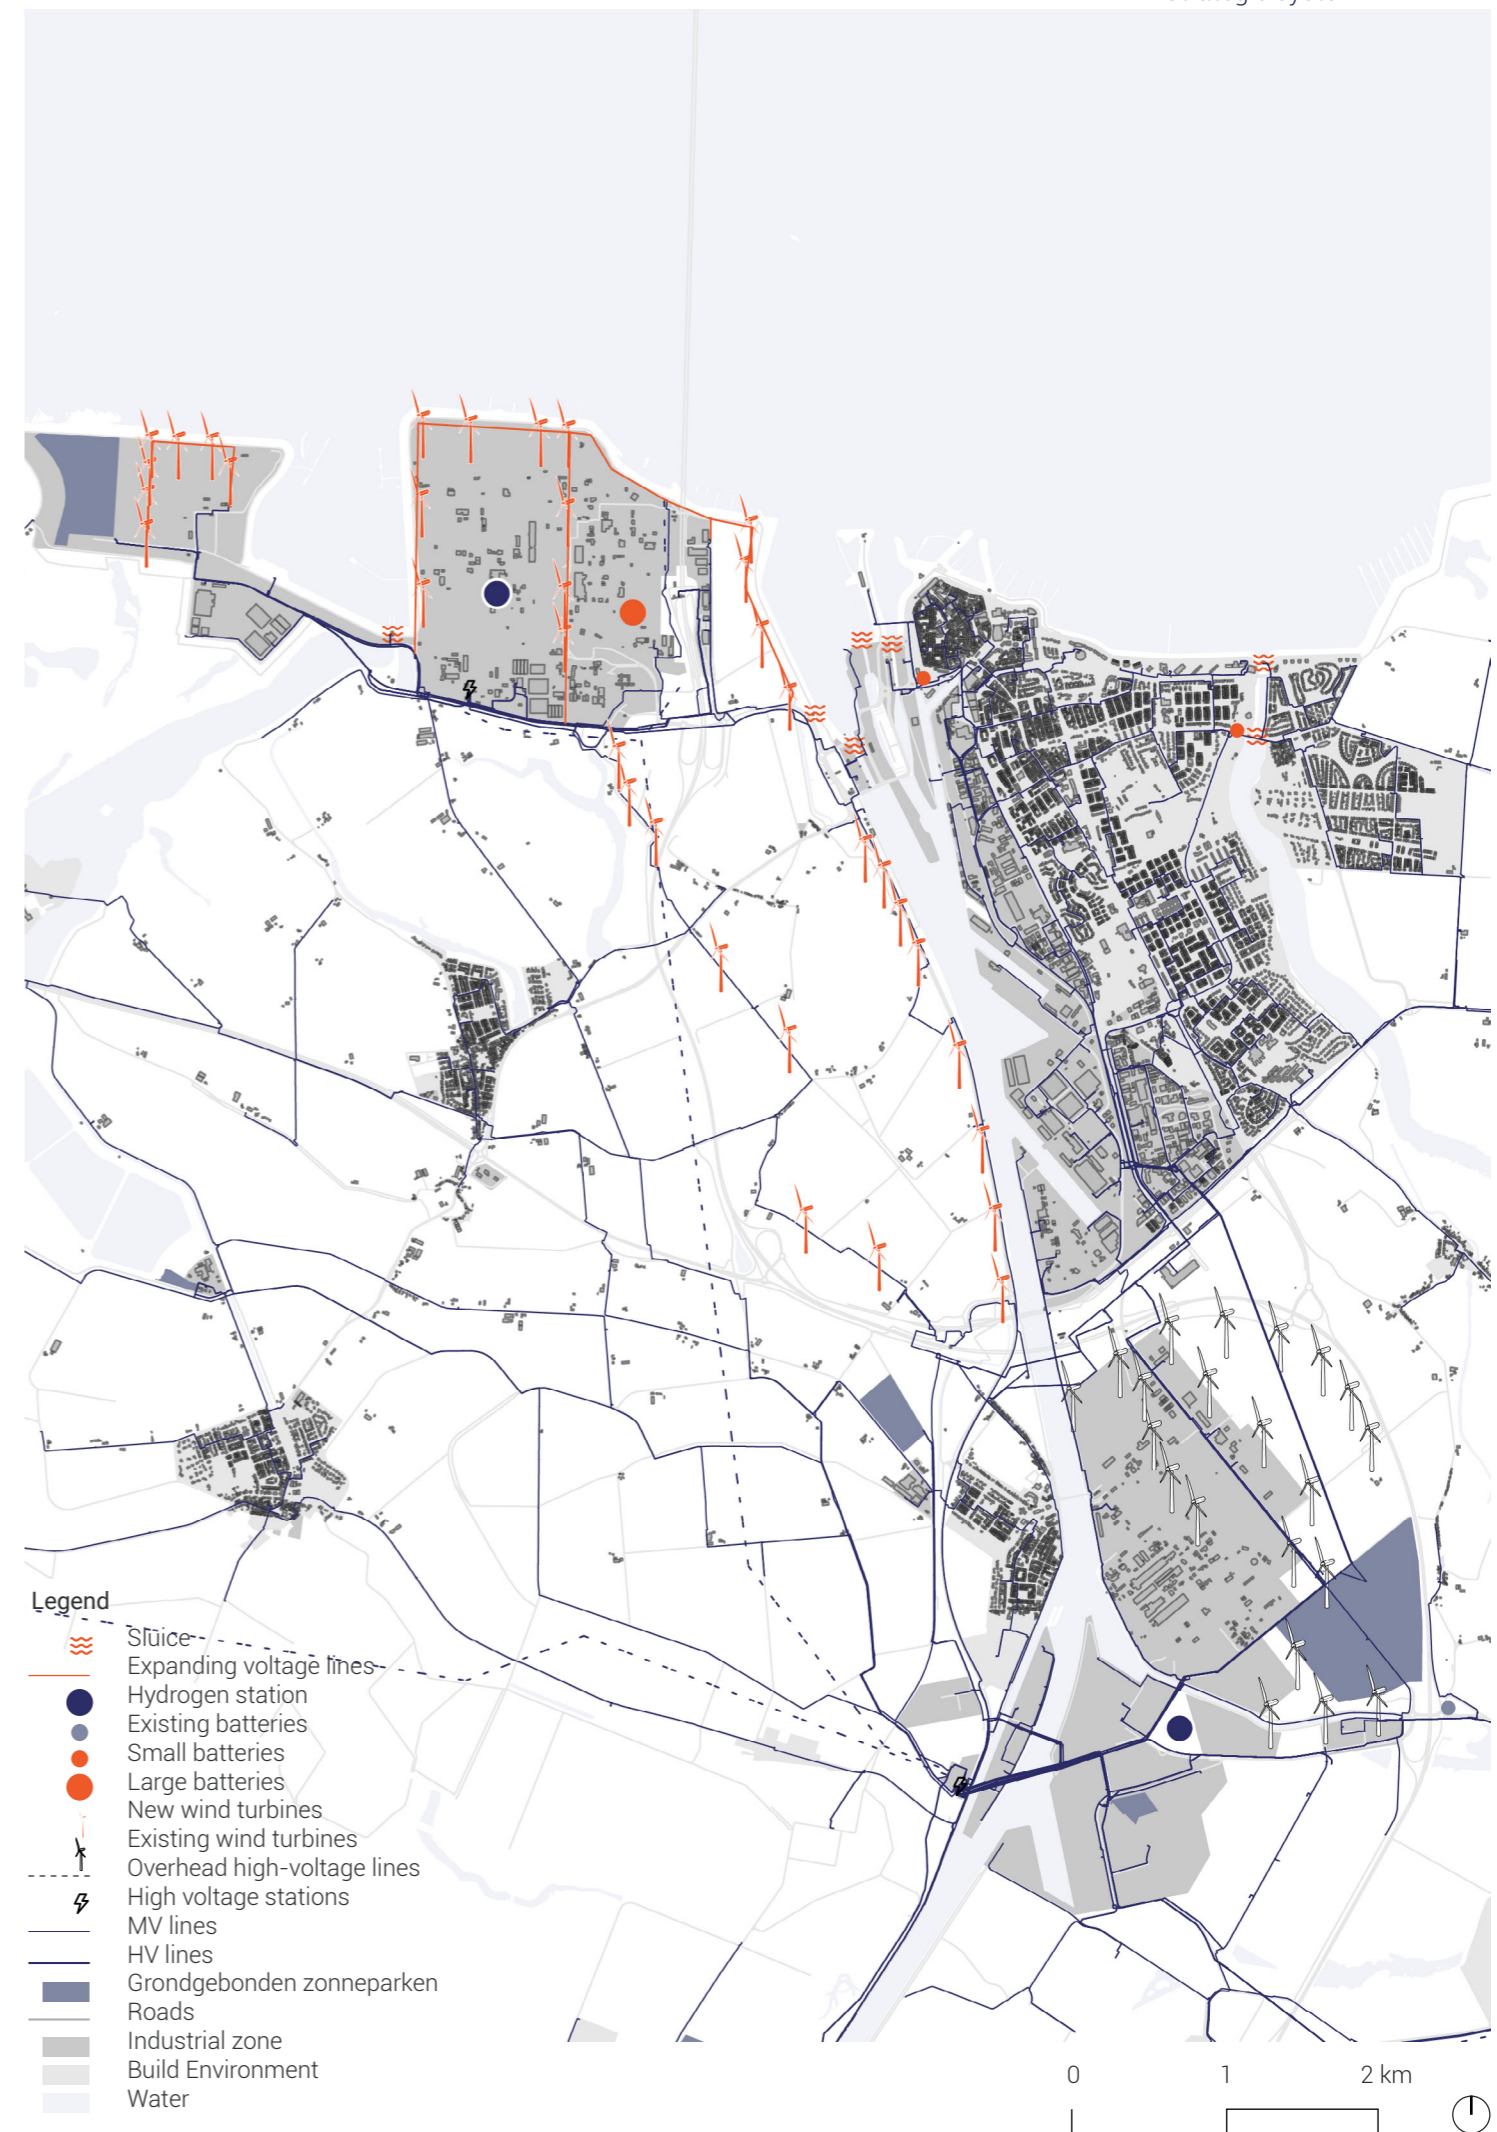 Legend
Sluice
Expanding voltage lines
Hydrogen station
Existing batteries
Small batteries
Large batteries
New wind turbines
Existing wind turbines
Overhead high-voltage lines
High voltage stations
MV lines
HV lines
Grondgebonden zonneparken
Roads
Industrial zone
Build Environment
Water
0 1 2 km